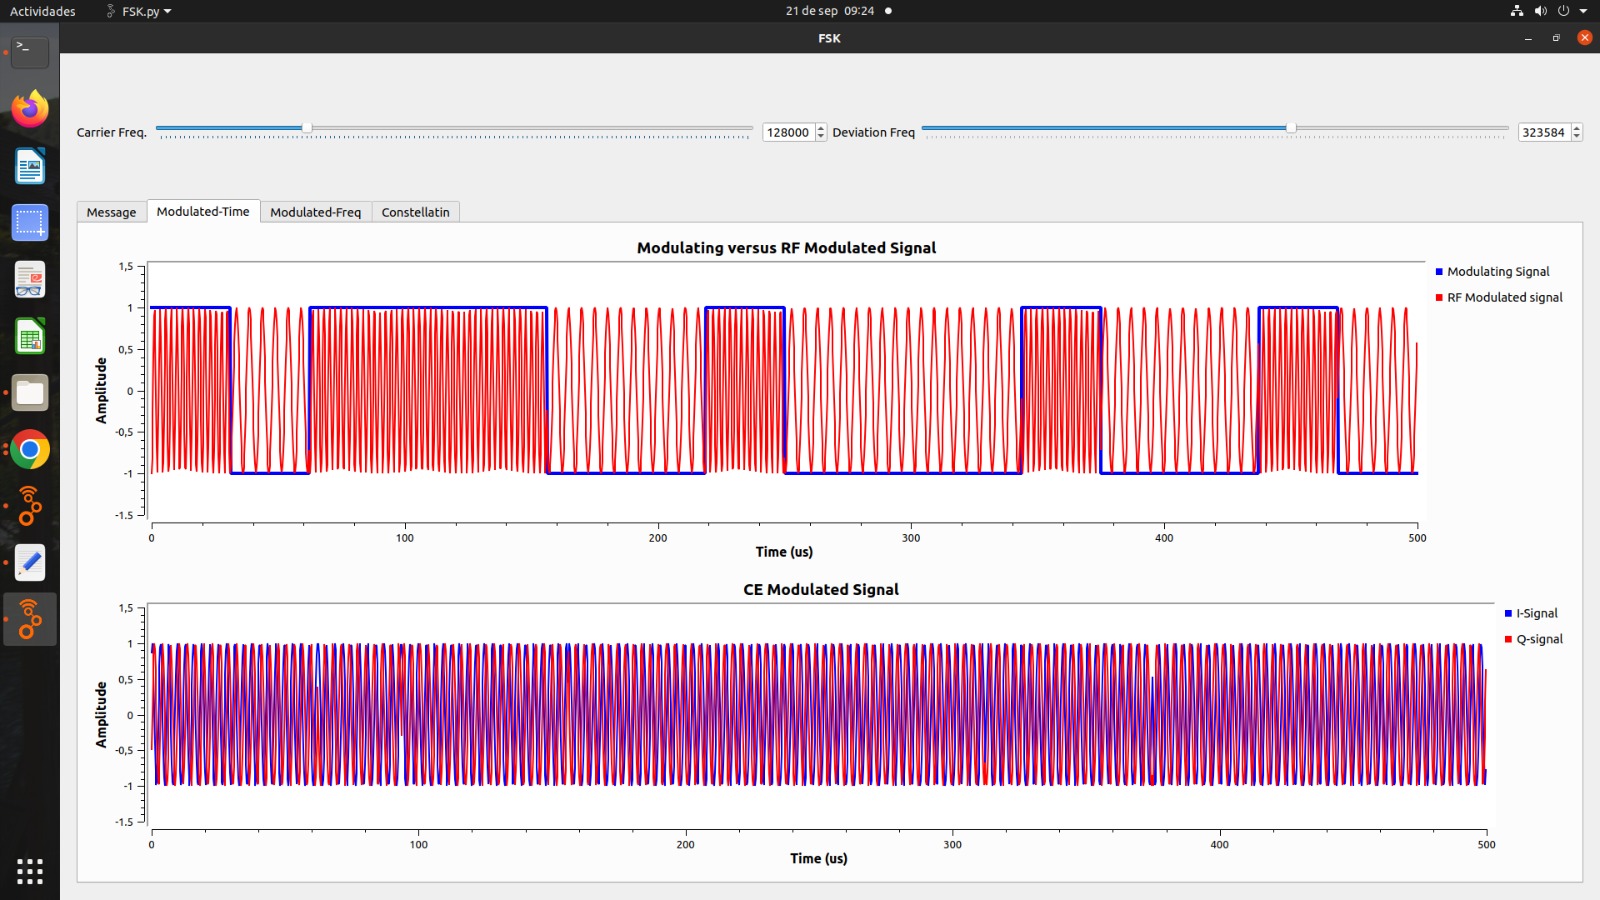 Actividades FSK.py 21 de sep 09:24
FSK
Carrier Freq. 128000 Deviation Freq 323584
Message Modulated-Time Modulated-Freq Constellatin
Modulating versus RF Modulated Signal
1,5
1
0,5
0
-0,5
-1
-1.5
Amplitude
0 100 200 300 400 500
Time (us)
Modulating Signal
RF Modulated signal
CE Modulated Signal
1,5
1
0,5
0
-0,5
-1
-1.5
Amplitude
0 100 200 300 400 500
Time (us)
I-Signal
Q-signal